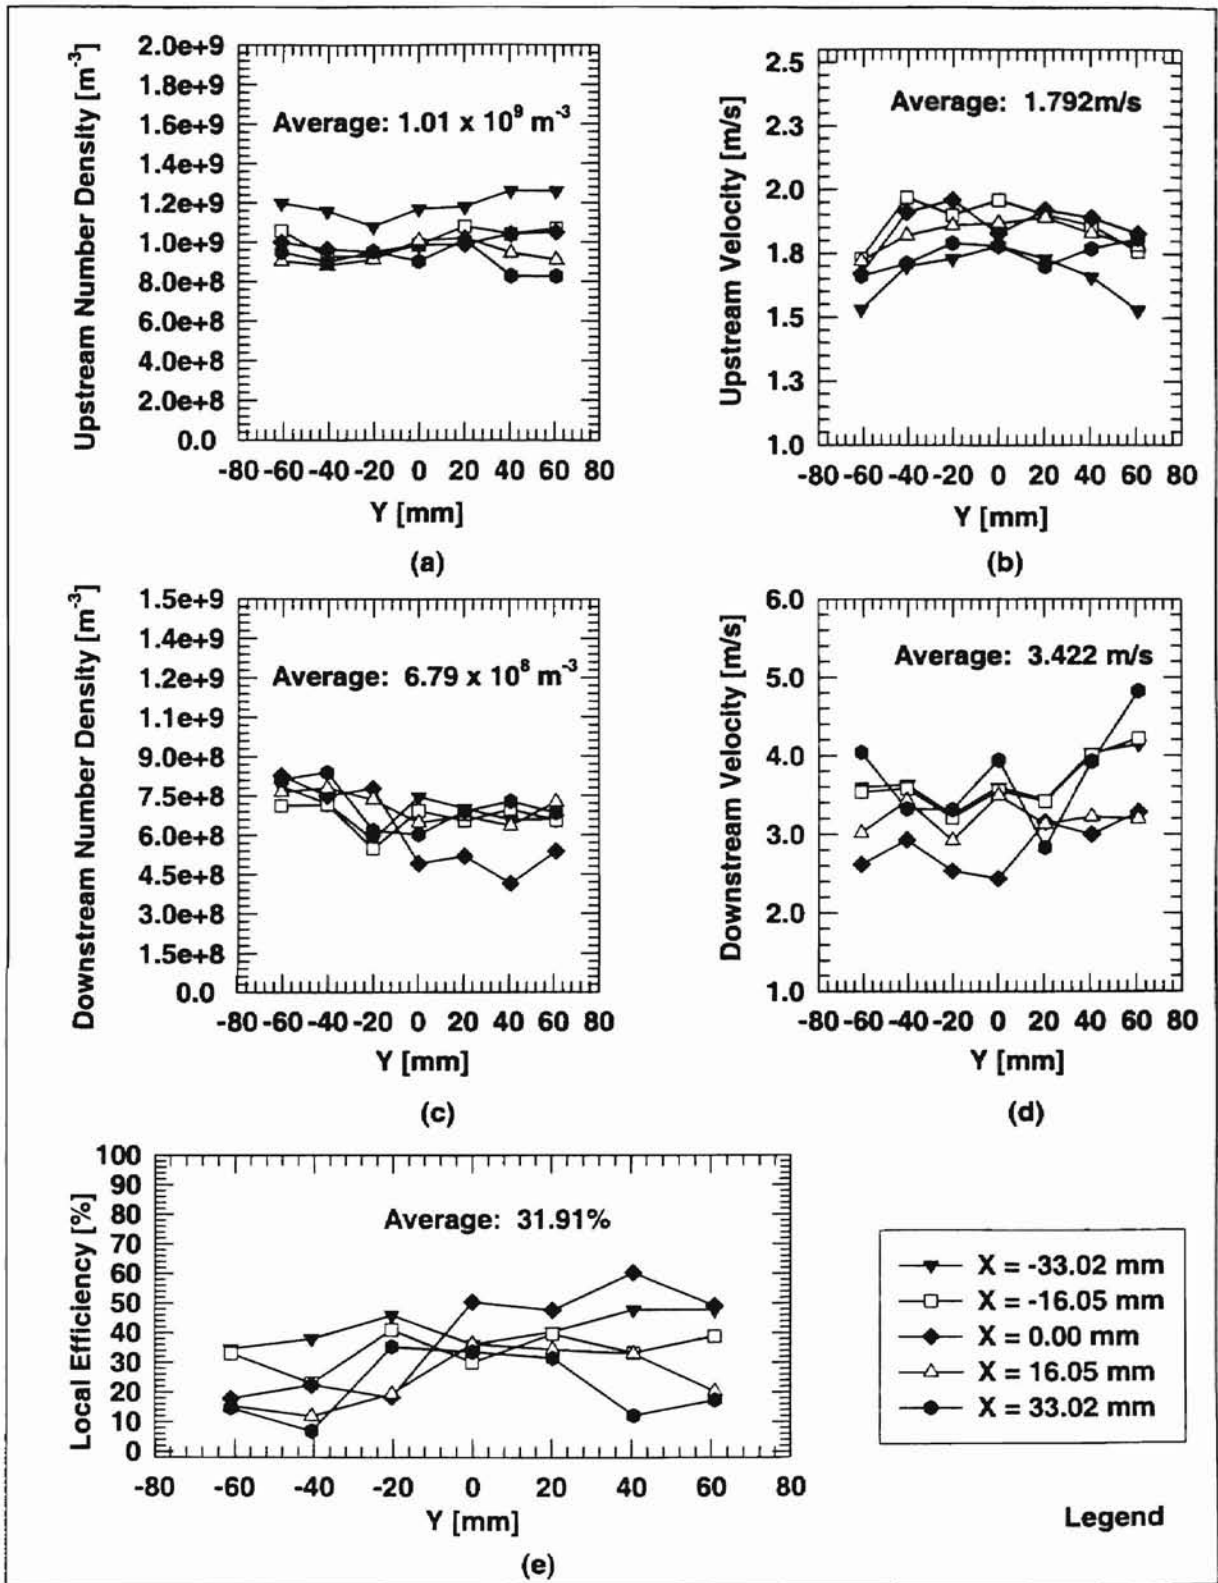 Upstream Number Density [m-3]
2.0e+9
1.8e+9
1.6e+9
1.4e+9
1.2e+9
1.0e+9
8.0e+8
6.0e+8
4.0e+8
2.0e+8
0.0
Average: 1.01 x 10^9 m^-3
-80 -60 -40 -20 0 20 40 60 80
Y [mm]
(a)
Upstream Velocity [m/s]
2.5
2.3
2.0
1.8
1.5
1.3
1.0
Average: 1.792m/s
-80 -60 -40 -20 0 20 40 60 80
Y [mm]
(b)
Downstream Number Density [m-3]
1.5e+9
1.4e+9
1.2e+9
1.1e+9
9.0e+8
7.5e+8
6.0e+8
4.5e+8
3.0e+8
1.5e+8
0.0
Average: 6.79 x 10^8 m^-3
-80 -60 -40 -20 0 20 40 60 80
Y [mm]
(c)
Downstream Velocity [m/s]
6.0
5.0
4.0
3.0
2.0
1.0
Average: 3.422 m/s
-80 -60 -40 -20 0 20 40 60 80
Y [mm]
(d)
Local Efficiency [%]
100
90
80
70
60
50
40
30
20
10
0
Average: 31.91%
-80 -60 -40 -20 0 20 40 60 80
Y [mm]
(e)
X = -33.02 mm
X = -16.05 mm
X = 0.00 mm
X = 16.05 mm
X = 33.02 mm
Legend